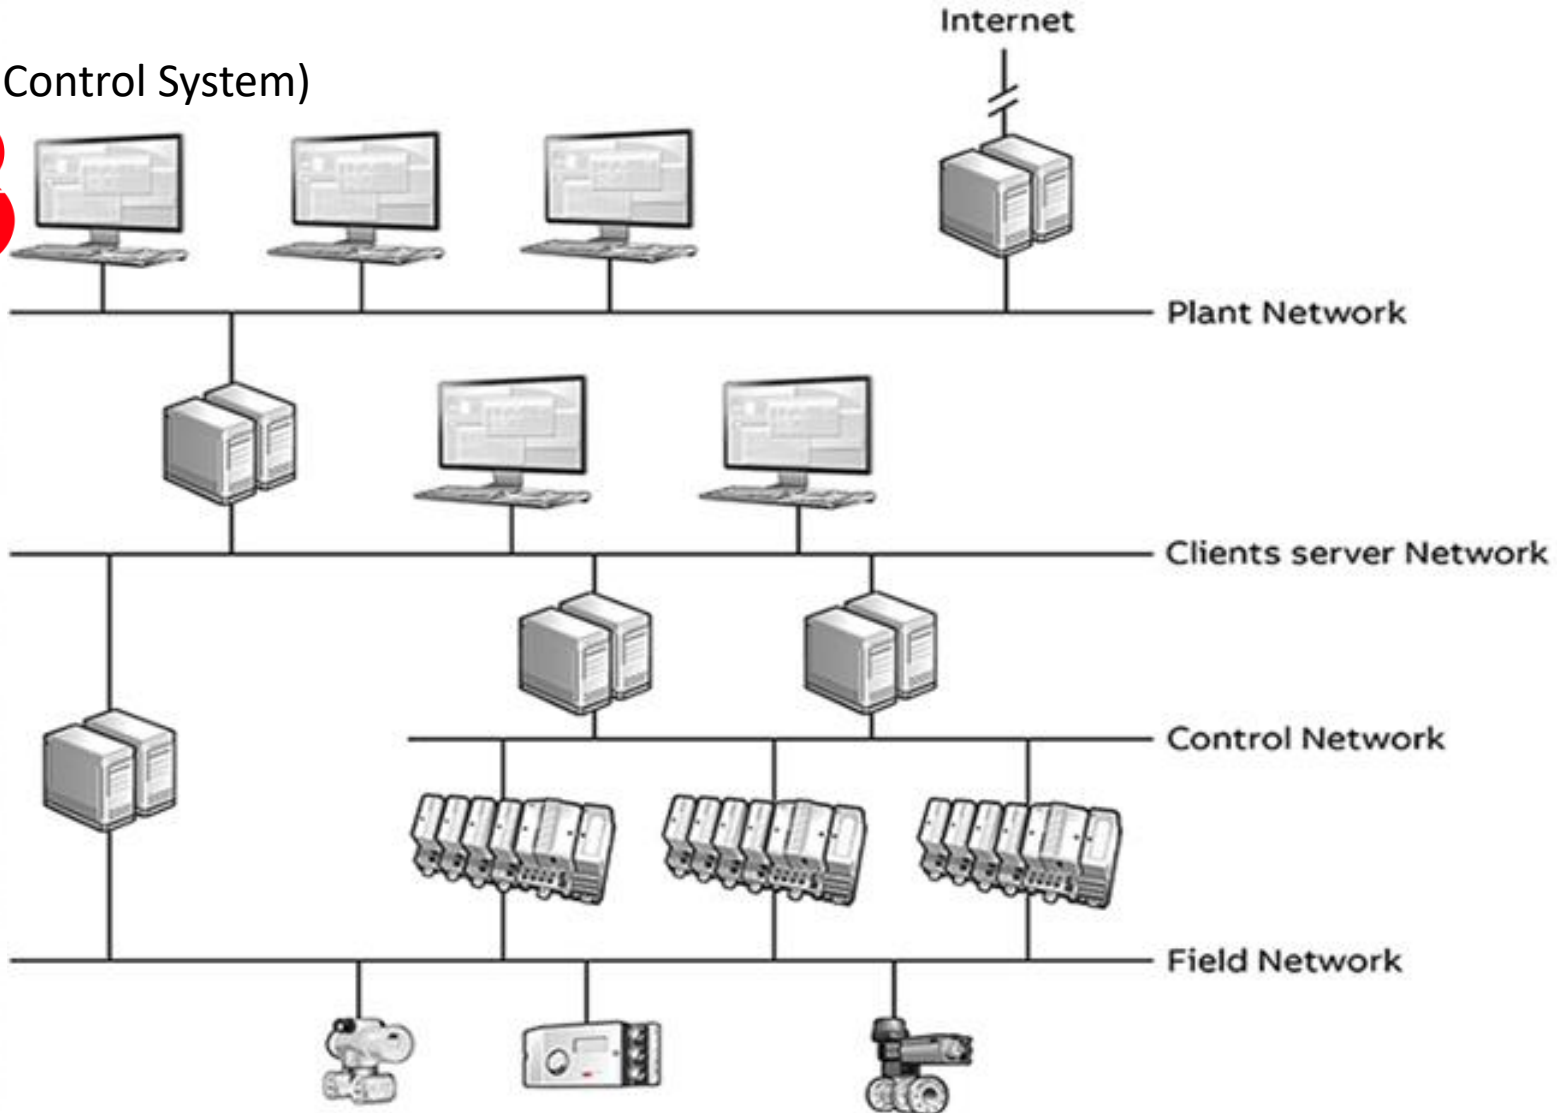 Internet
Control System)
Plant Network
Clients server Network
Control Network
Field Network